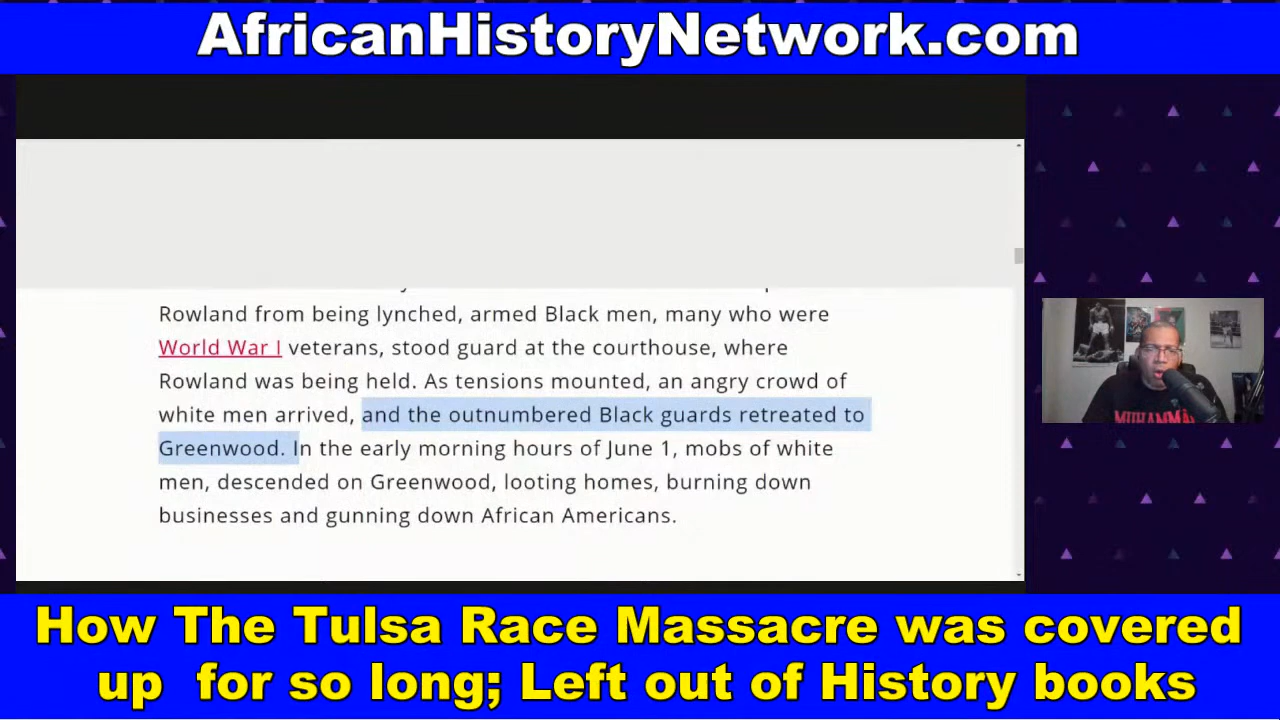 AfricanHistoryNetwork.com
Rowland from being lynched, armed Black men, many who were
World War I veterans, stood guard at the courthouse, where
Rowland was being held. As tensions mounted, an angry crowd of
white men arrived, and the outnumbered Black guards retreated to
Greenwood. In the early morning hours of June 1, mobs of white
men, descended on Greenwood, looting homes, burning down
businesses and gunning down African Americans.
MUHAMMA
How The Tulsa Race Massacre was covered
up for so long; Left out of History books